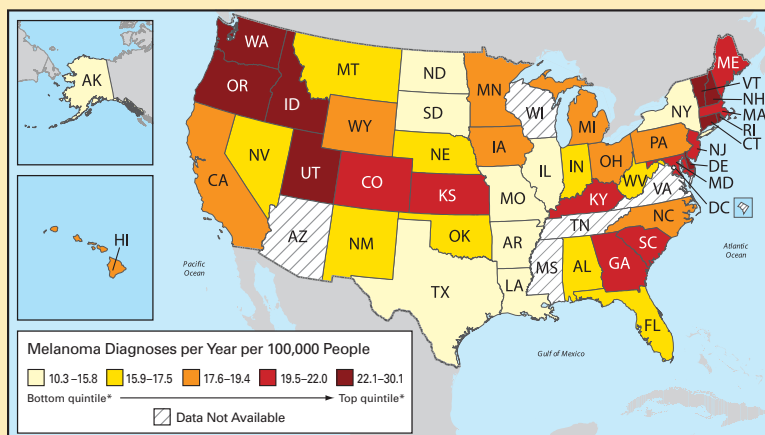 AK
HI
WA
OR
ID
MT
WY
NV
CA
UT
CO
AZ
NM
ND
SD
NE
KS
OK
TX
MN
IA
MO
AR
LA
WI
IL
MI
IN
OH
KY
TN
MS
AL
GA
FL
SC
NC
VA
WV
PA
NY
ME
VT
NH
MA
RI
CT
NJ
DE
MD
DC
Pacific
Ocean
Atlantic
Ocean
Gulf of Mexico
Melanoma Diagnoses per Year per 100,000 People
10.3–15.8 15.9–17.5 17.6–19.4 19.5–22.0 22.1–30.1
Bottom quintile* Top quintile*
Data Not Available